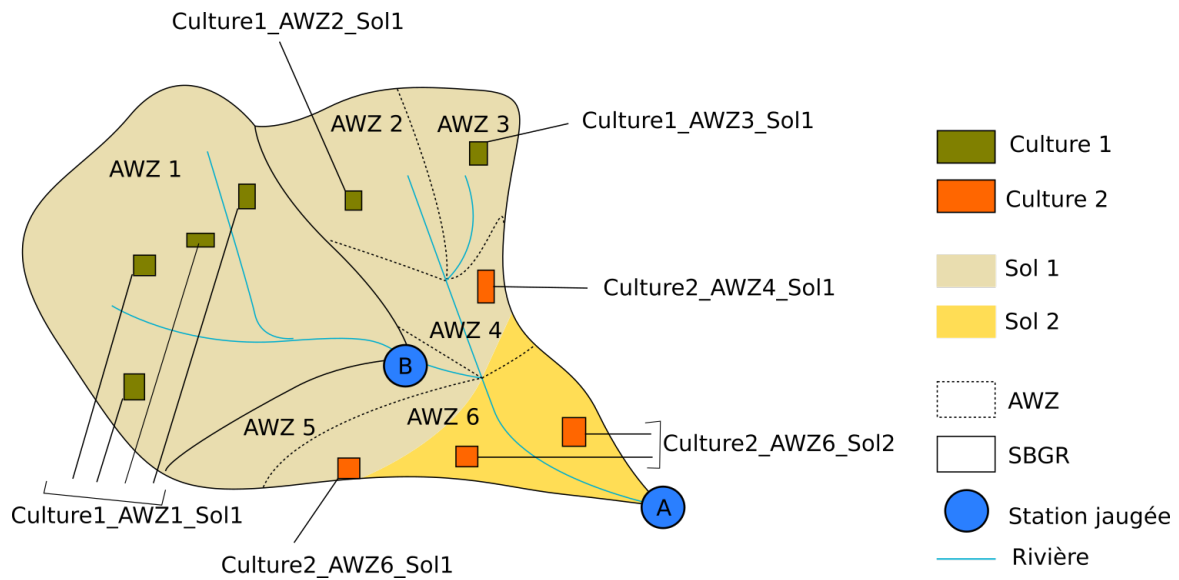 Culture1_AWZ2_Sol1
AWZ 2
AWZ 3
Culture1_AWZ3_Sol1
AWZ 1
Culture2_AWZ4_Sol1
AWZ 4
B
AWZ 5
AWZ 6
Culture2_AWZ6_Sol2
A
Culture1_AWZ1_Sol1
Culture2_AWZ6_Sol1
Culture 1
Culture 2
Sol 1
Sol 2
AWZ
SBGR
Station jaugée
Rivière